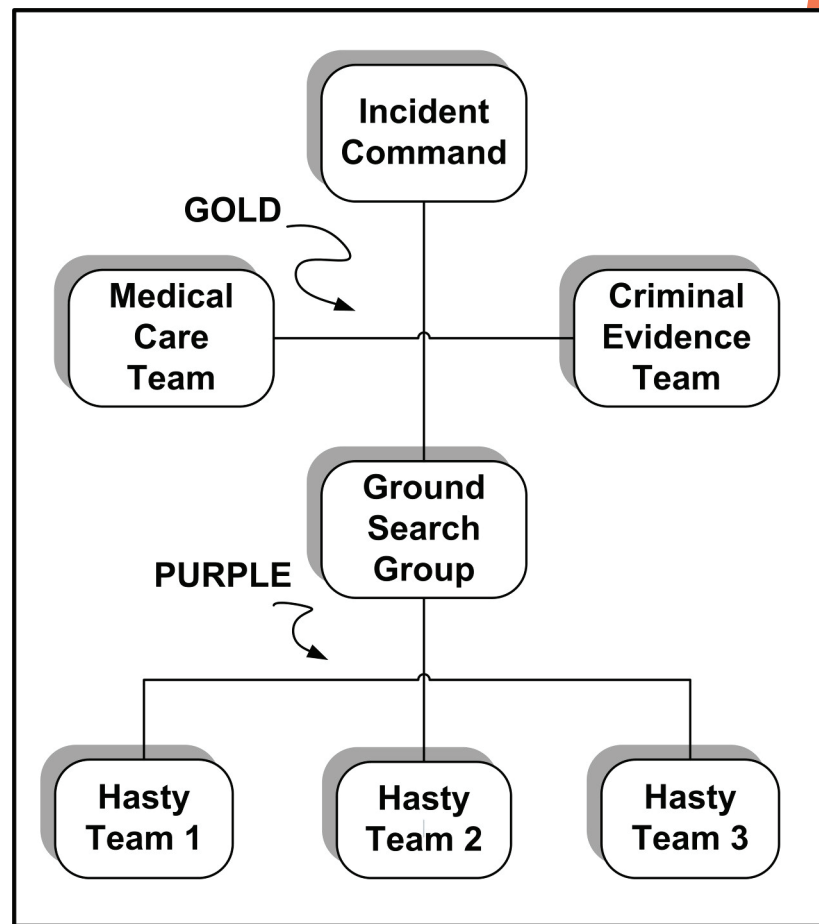 Incident
Command
GOLD
Medical
Care
Team
Criminal
Evidence
Team
Ground
Search
Group
PURPLE
Hasty
Team 1
Hasty
Team 2
Hasty
Team 3